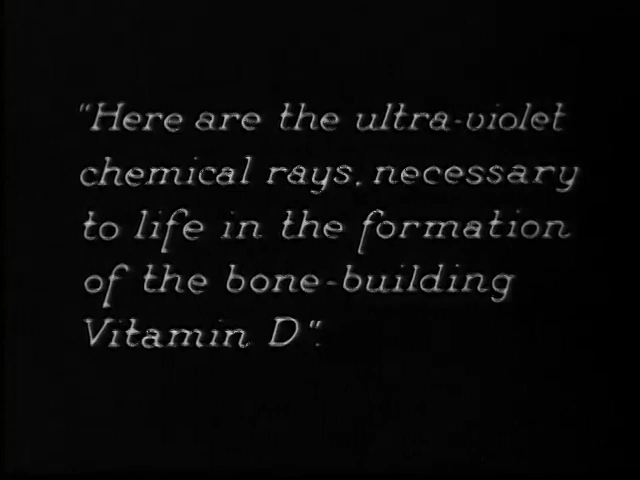 "Here are the ultra-violet
chemical rays, necessary
to life in the formation
of the bone-building
Vitamin D".